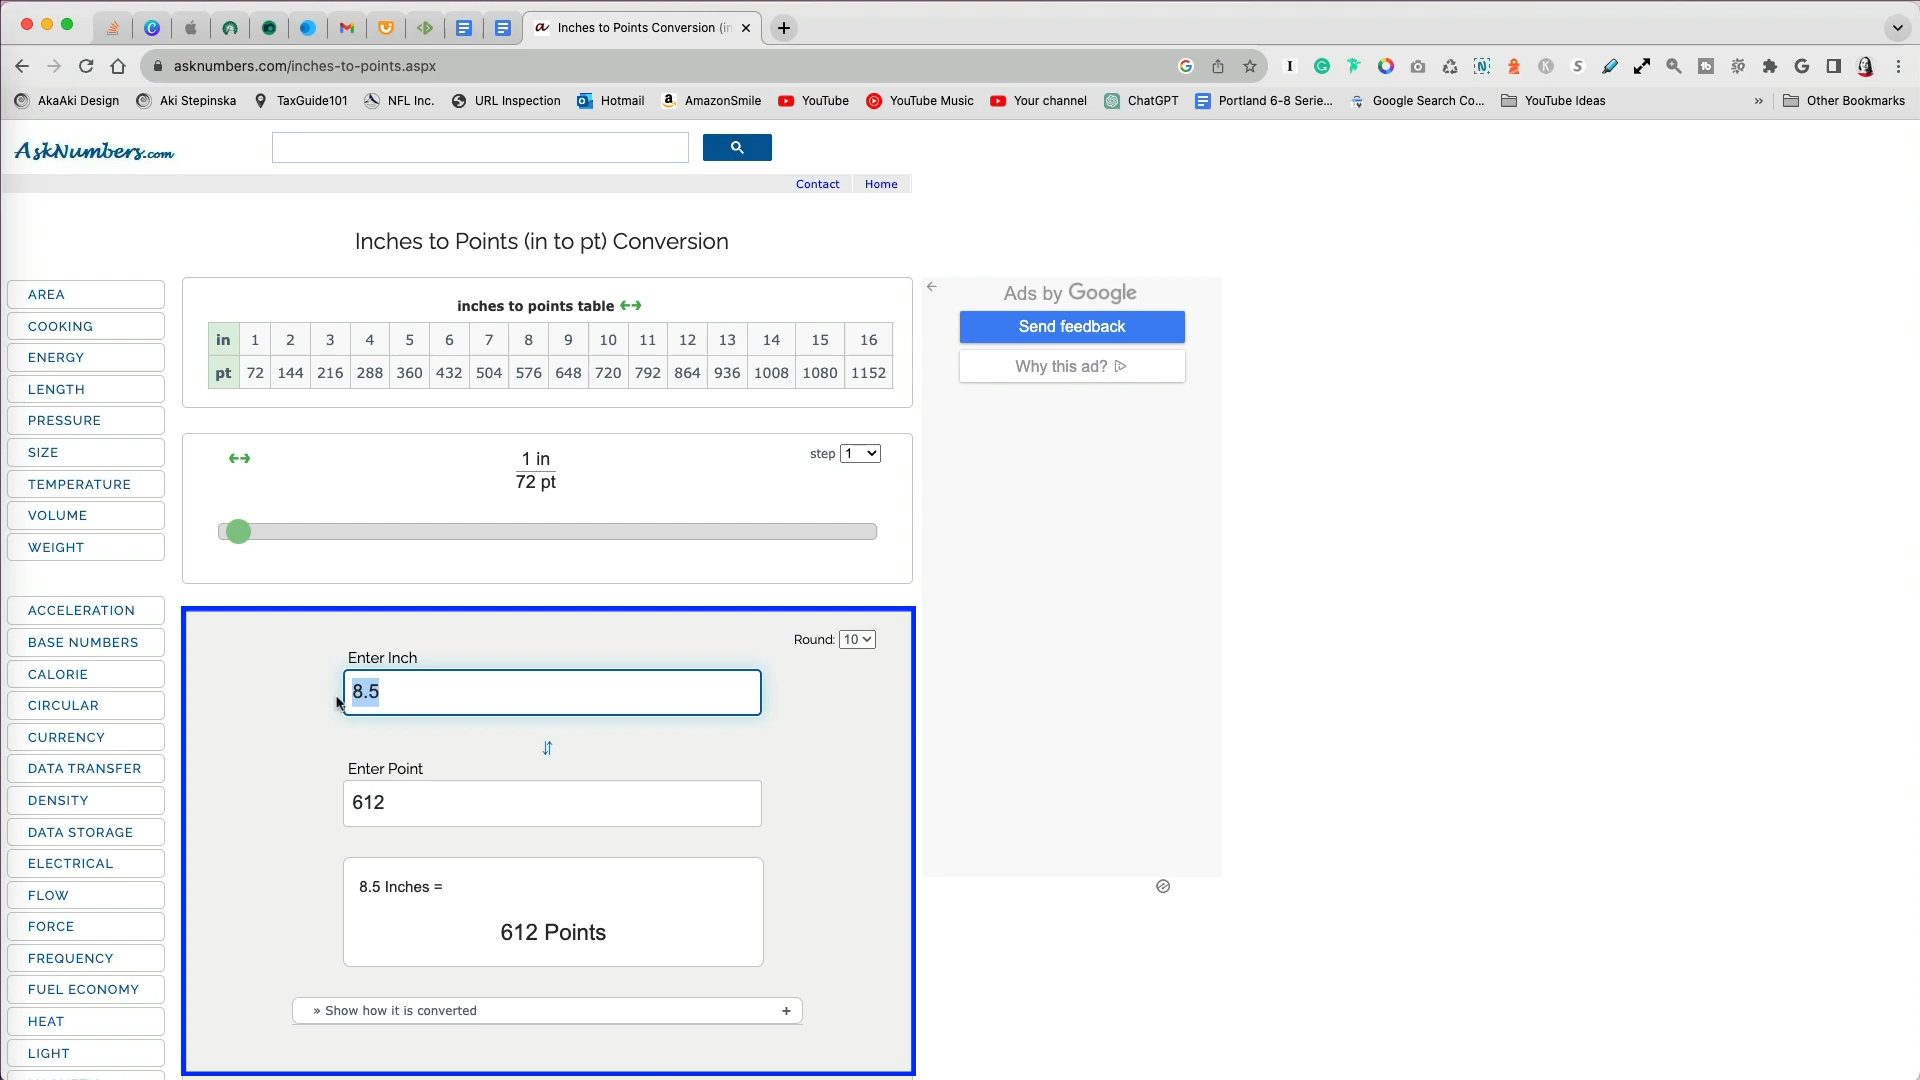 Inches to Points Conversion (in
asknumbers.com/inches-to-points.aspx
AkaAki Design
Aki Stepinska
TaxGuide101
NFL Inc.
URL Inspection
Hotmail
AmazonSmile
YouTube
YouTube Music
Your channel
ChatGPT
Portland 6-8 Serie...
Google Search Co...
YouTube Ideas
»
Other Bookmarks
AskNumbers.com
Contact
Home
Inches to Points (in to pt) Conversion
AREA
COOKING
ENERGY
LENGTH
PRESSURE
SIZE
TEMPERATURE
VOLUME
WEIGHT
ACCELERATION
BASE NUMBERS
CALORIE
CIRCULAR
CURRENCY
DATA TRANSFER
DENSITY
DATA STORAGE
ELECTRICAL
FLOW
FORCE
FREQUENCY
FUEL ECONOMY
HEAT
LIGHT
inches to points table
in 1 2 3 4 5 6 7 8 9 10 11 12 13 14 15 16
pt 72 144 216 288 360 432 504 576 648 720 792 864 936 1008 1080 1152
1 in
72 pt
step 1
Round: 10
Enter Inch
8.5
Enter Point
612
8.5 Inches =
612 Points
» Show how it is converted +
Ads by Google
Send feedback
Why this ad?